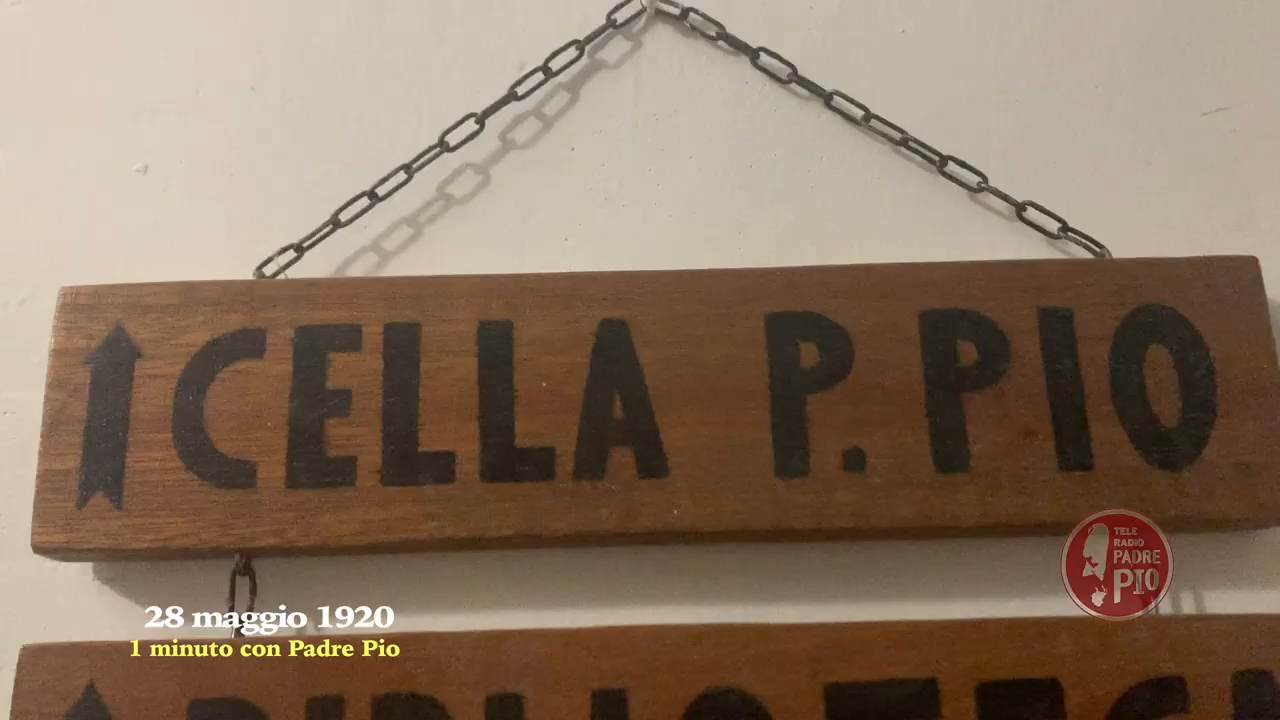 CELLA P. PIO
TELE
RADIO
PADRE
PIO
28 maggio 1920
1 minuto con Padre Pio